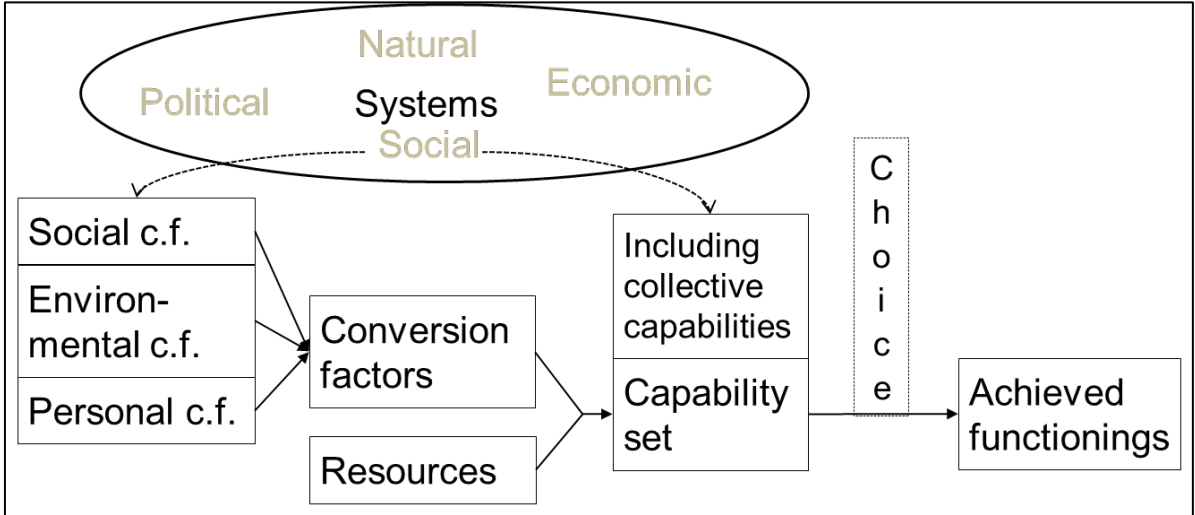 Natural
Political
Economic
Systems
Social
Social c.f.
Environ-
mental c.f.
Personal c.f.
Conversion
factors
Resources
Including
collective
capabilities
Capability
set
Choice
Achieved
functionings